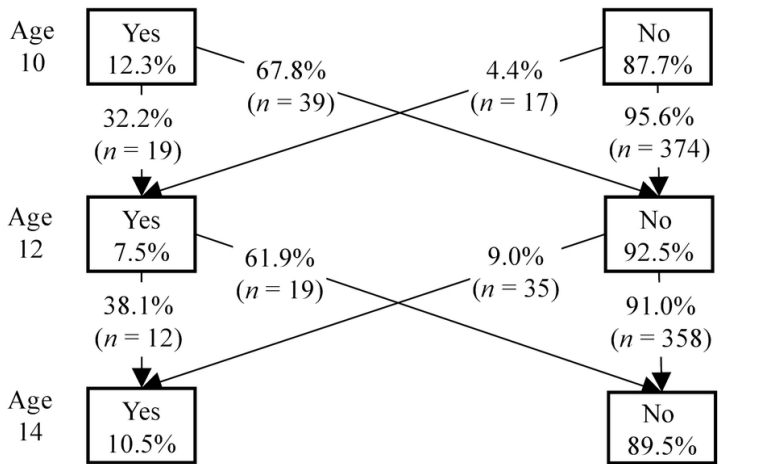 Age
10
Yes
12.3%
No
87.7%
67.8%
(n = 39)
4.4%
(n = 17)
32.2%
(n = 19)
95.6%
(n = 374)
Age
12
Yes
7.5%
No
92.5%
61.9%
(n = 19)
9.0%
(n = 35)
38.1%
(n = 12)
91.0%
(n = 358)
Age
14
Yes
10.5%
No
89.5%